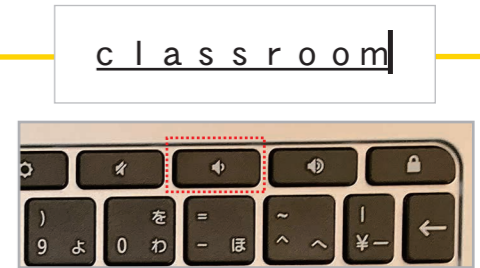 classroom
) を = ~ |
9 よ 0 わ - ほ ^ へ ¥ ー